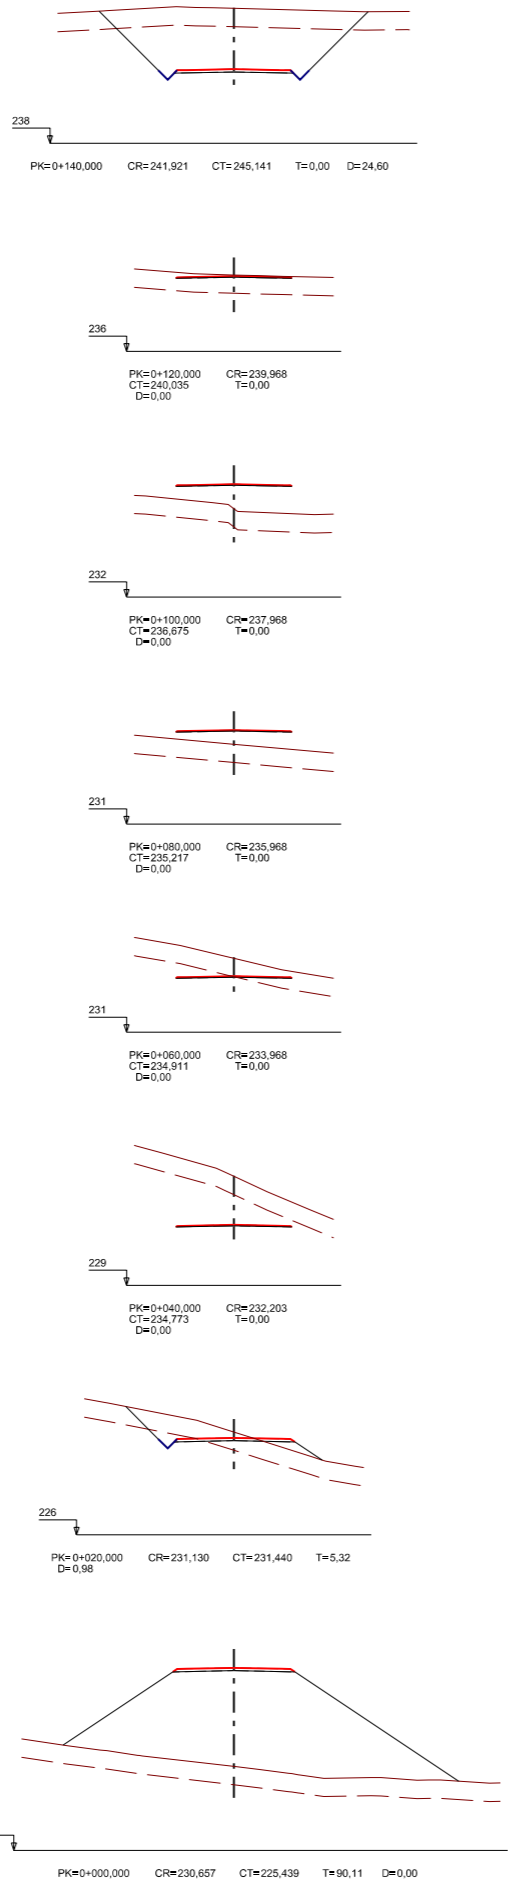 238
PK=0+140,000 CR=241,921 CT=245,141 T=0,00 D=24,60
236
PK=0+120,000 CR=239,968
CT=240,035 T=0,00
D=0,00
232
PK=0+100,000 CR=237,968
CT=236,675 T=0,00
D=0,00
231
PK=0+080,000 CR=235,968
CT=235,217 T=0,00
D=0,00
231
PK=0+060,000 CR=233,968
CT=234,911 T=0,00
D=0,00
229
PK=0+040,000 CR=232,203
CT=234,773 T=0,00
D=0,00
226
PK=0+020,000 CR=231,130 CT=231,440 T=5,32
D=0,98
PK=0+000,000 CR=230,657 CT=225,439 T=90,11 D=0,00